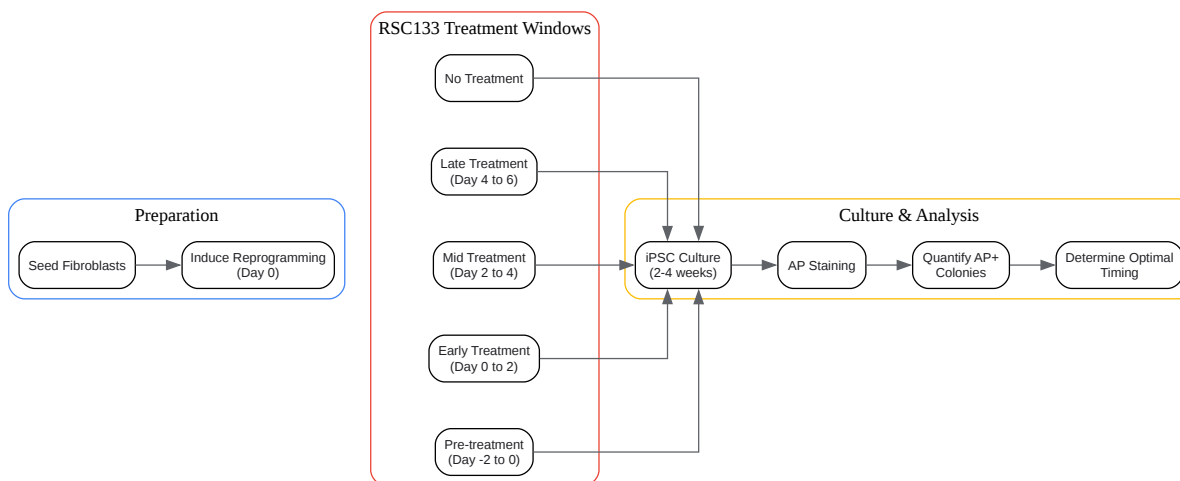 RSC133 Treatment Windows
No Treatment
Late Treatment
(Day 4 to 6)
Preparation
Culture & Analysis
Seed Fibroblasts
Induce Reprogramming
(Day 0)
Mid Treatment
(Day 2 to 4)
iPSC Culture
(2-4 weeks)
AP Staining
Quantify AP+
Colonies
Determine Optimal
Timing
Early Treatment
(Day 0 to 2)
Pre-treatment
(Day -2 to 0)